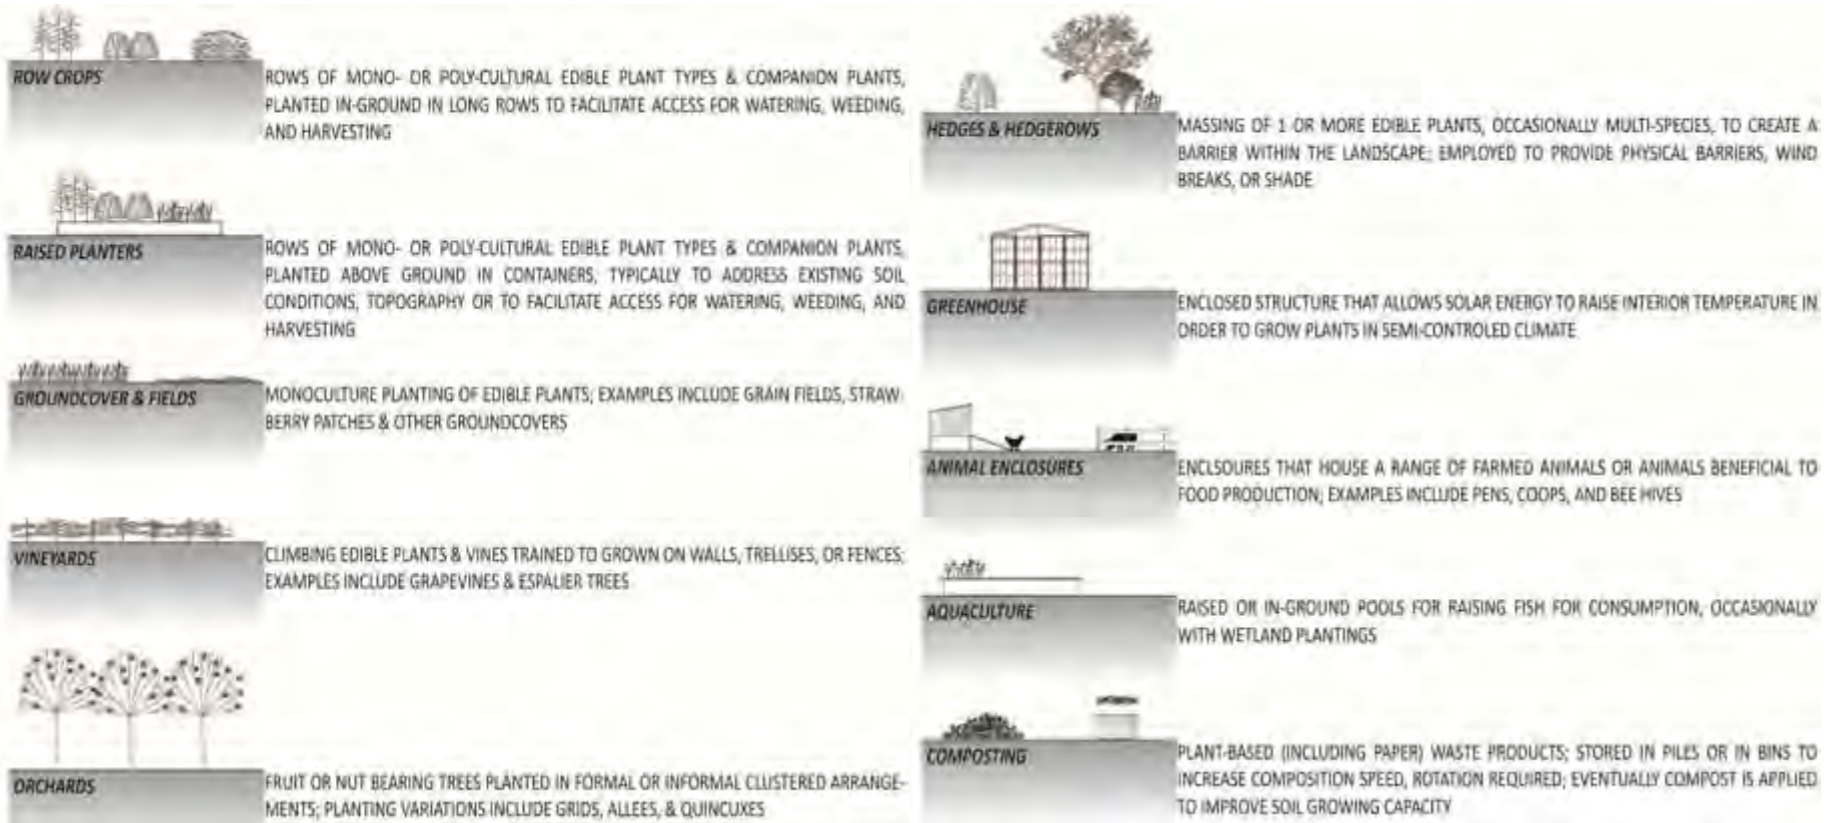 ROW CROPS
ROWS OF MONO- OR POLY-CULTURAL EDIBLE PLANT TYPES & COMPANION PLANTS,
PLANTED IN-GROUND IN LONG ROWS TO FACILITATE ACCESS FOR WATERING, WEEDING,
AND HARVESTING
RAISED PLANTERS
ROWS OF MONO- OR POLY-CULTURAL EDIBLE PLANT TYPES & COMPANION PLANTS,
PLANTED ABOVE GROUND IN CONTAINERS, TYPICALLY TO ADDRESS EXISTING SOIL
CONDITIONS, TOPOGRAPHY OR TO FACILITATE ACCESS FOR WATERING, WEEDING, AND
HARVESTING
GROUNDCOVER & FIELDS
MONOCULTURE PLANTING OF EDIBLE PLANTS; EXAMPLES INCLUDE GRAIN FIELDS, STRAW-
BERRY PATCHES & OTHER GROUNDCOVERS
VINEYARDS
CLIMBING EDIBLE PLANTS & VINES TRAINED TO GROWN ON WALLS, TRELLISES, OR FENCES;
EXAMPLES INCLUDE GRAPEVINES & ESPALIER TREES
ORCHARDS
FRUIT OR NUT BEARING TREES PLANTED IN FORMAL OR INFORMAL CLUSTERED ARRANGE-
MENTS; PLANTING VARIATIONS INCLUDE GRIDS, ALLEES, & QUINCUXES
HEDGES & HEDGEROWS
MASSING OF 1 OR MORE EDIBLE PLANTS, OCCASIONALLY MULTI-SPECIES, TO CREATE A
BARRIER WITHIN THE LANDSCAPE; EMPLOYED TO PROVIDE PHYSICAL BARRIERS, WIND
BREAKS, OR SHADE
GREENHOUSE
ENCLOSED STRUCTURE THAT ALLOWS SOLAR ENERGY TO RAISE INTERIOR TEMPERATURE IN
ORDER TO GROW PLANTS IN SEMI-CONTROLED CLIMATE
ANIMAL ENCLOSURES
ENCLSOURES THAT HOUSE A RANGE OF FARMED ANIMALS OR ANIMALS BENEFICIAL TO
FOOD PRODUCTION; EXAMPLES INCLUDE PENS, COOPS, AND BEE HIVES
AQUACULTURE
RAISED OR IN-GROUND POOLS FOR RAISING FISH FOR CONSUMPTION, OCCASIONALLY
WITH WETLAND PLANTINGS
COMPOSTING
PLANT-BASED (INCLUDING PAPER) WASTE PRODUCTS; STORED IN PILES OR IN BINS TO
INCREASE COMPOSITION SPEED, ROTATION REQUIRED; EVENTUALLY COMPOST IS APPLIED
TO IMPROVE SOIL GROWING CAPACITY